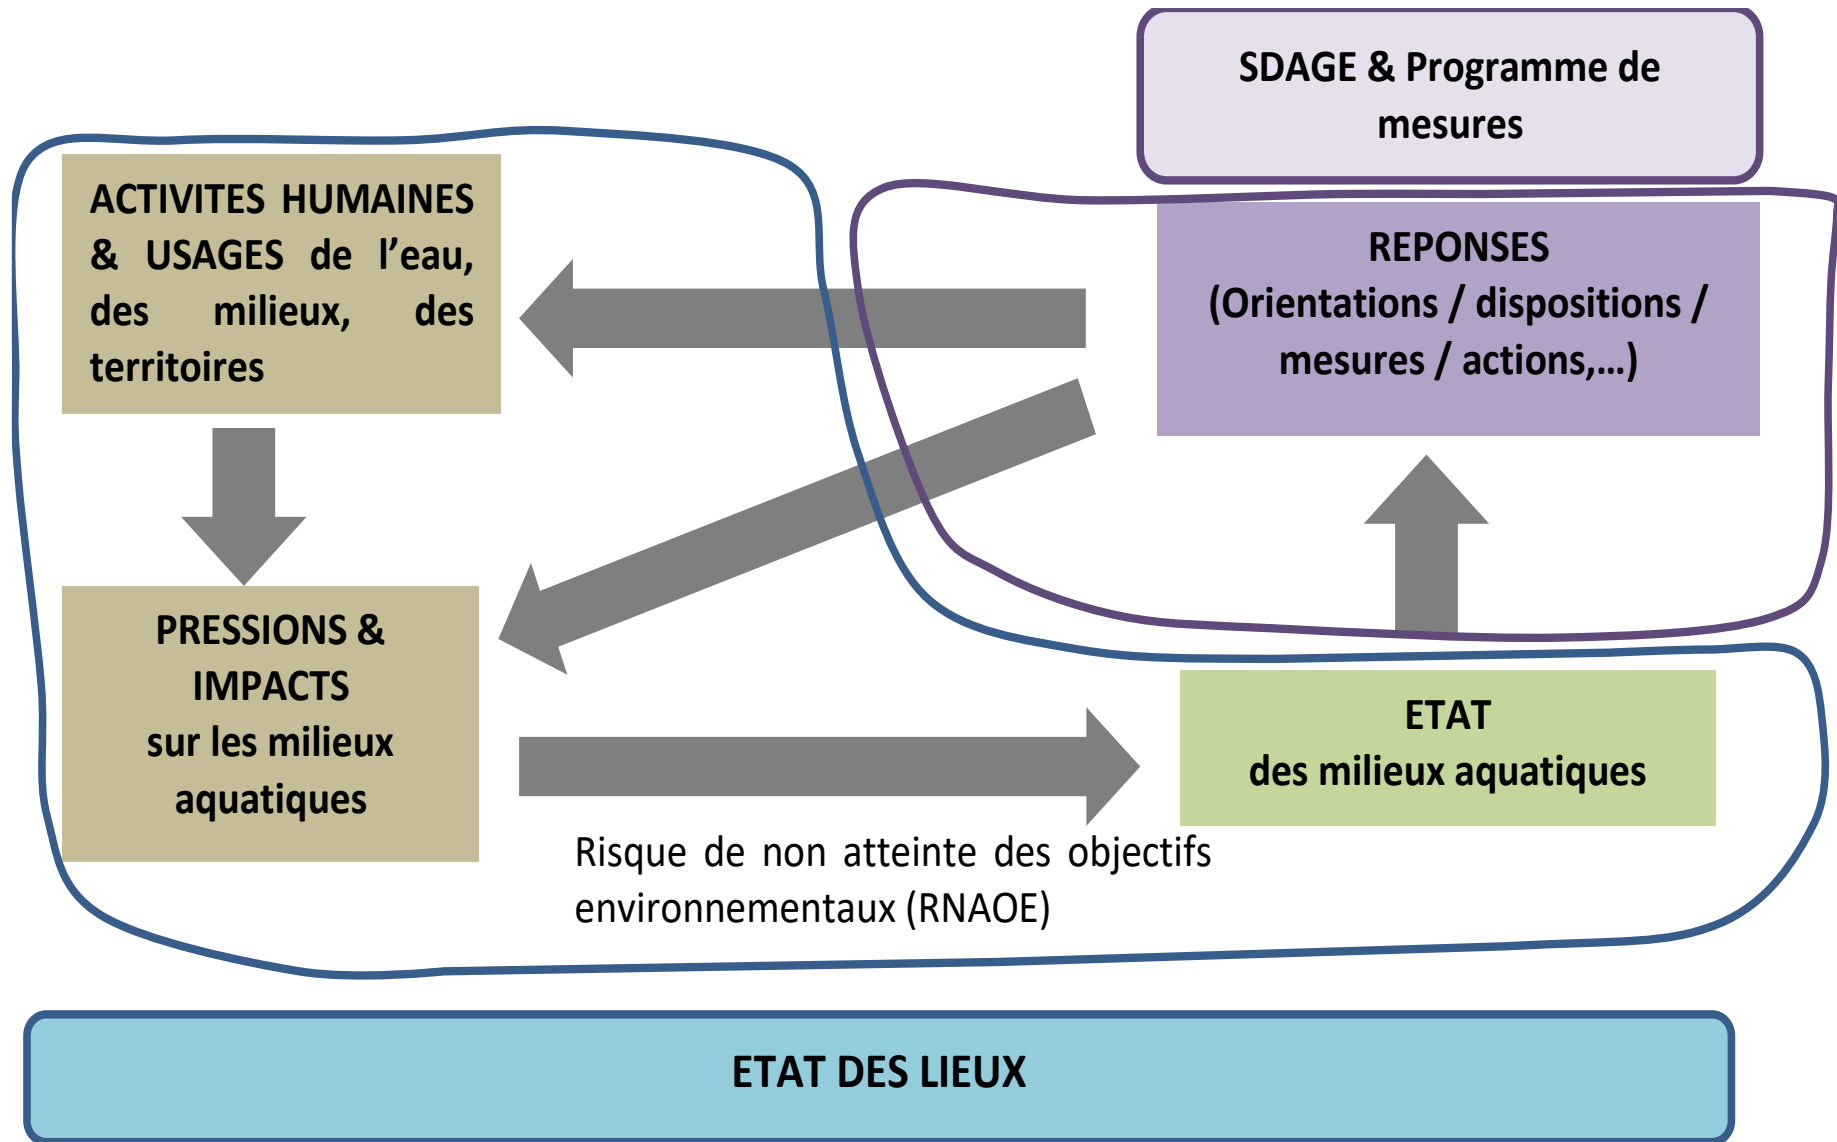 SDAGE & Programme de
mesures
ACTIVITES HUMAINES
& USAGES de l’eau,
des milieux, des
territoires
REPONSES
(Orientations / dispositions /
mesures / actions,…)
PRESSIONS &
IMPACTS
sur les milieux
aquatiques
ETAT
des milieux aquatiques
Risque de non atteinte des objectifs
environnementaux (RNAOE)
ETAT DES LIEUX